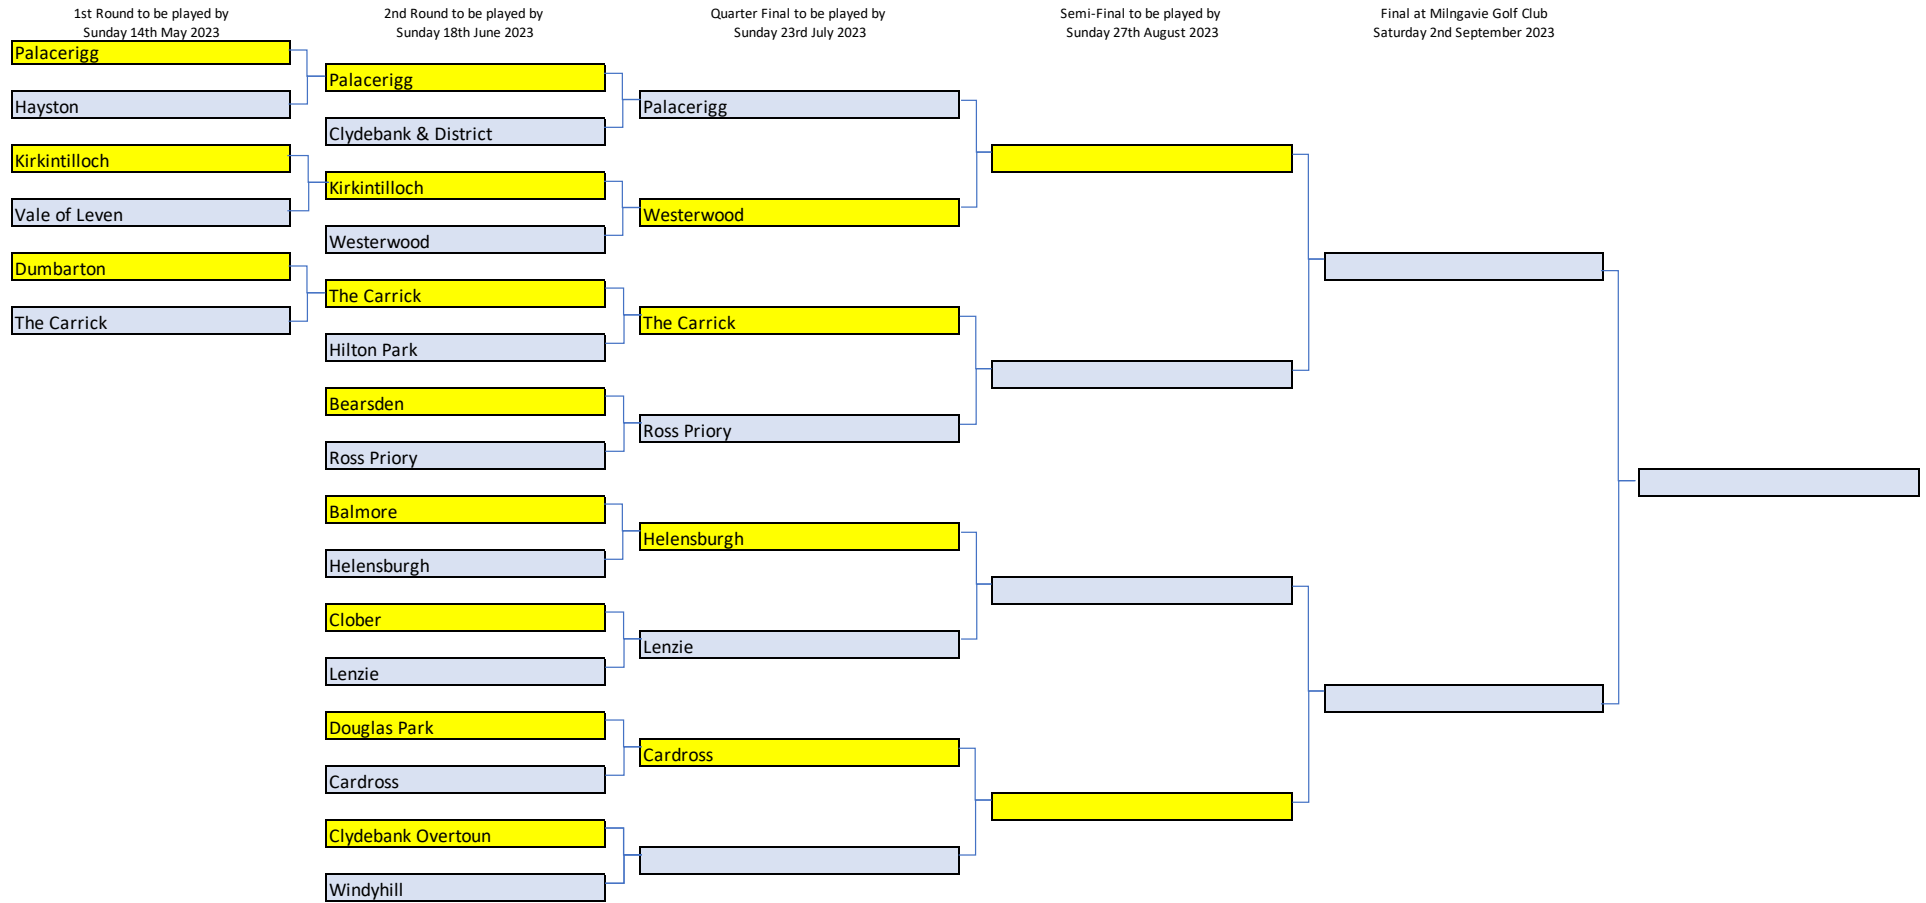 1st Round to be played by
Sunday 14th May 2023
2nd Round to be played by
Sunday 18th June 2023
Quarter Final to be played by
Sunday 23rd July 2023
Semi-Final to be played by
Sunday 27th August 2023
Final at Milngavie Golf Club
Saturday 2nd September 2023
Palacerigg
Hayston
Kirkintilloch
Vale of Leven
Dumbarton
The Carrick
Palacerigg
Clydebank & District
Kirkintilloch
Westerwood
The Carrick
Hilton Park
Bearsden
Ross Priory
Balmore
Helensburgh
Clober
Lenzie
Douglas Park
Cardross
Clydebank Overtoun
Windyhill
Palacerigg
Westerwood
The Carrick
Ross Priory
Helensburgh
Lenzie
Cardross